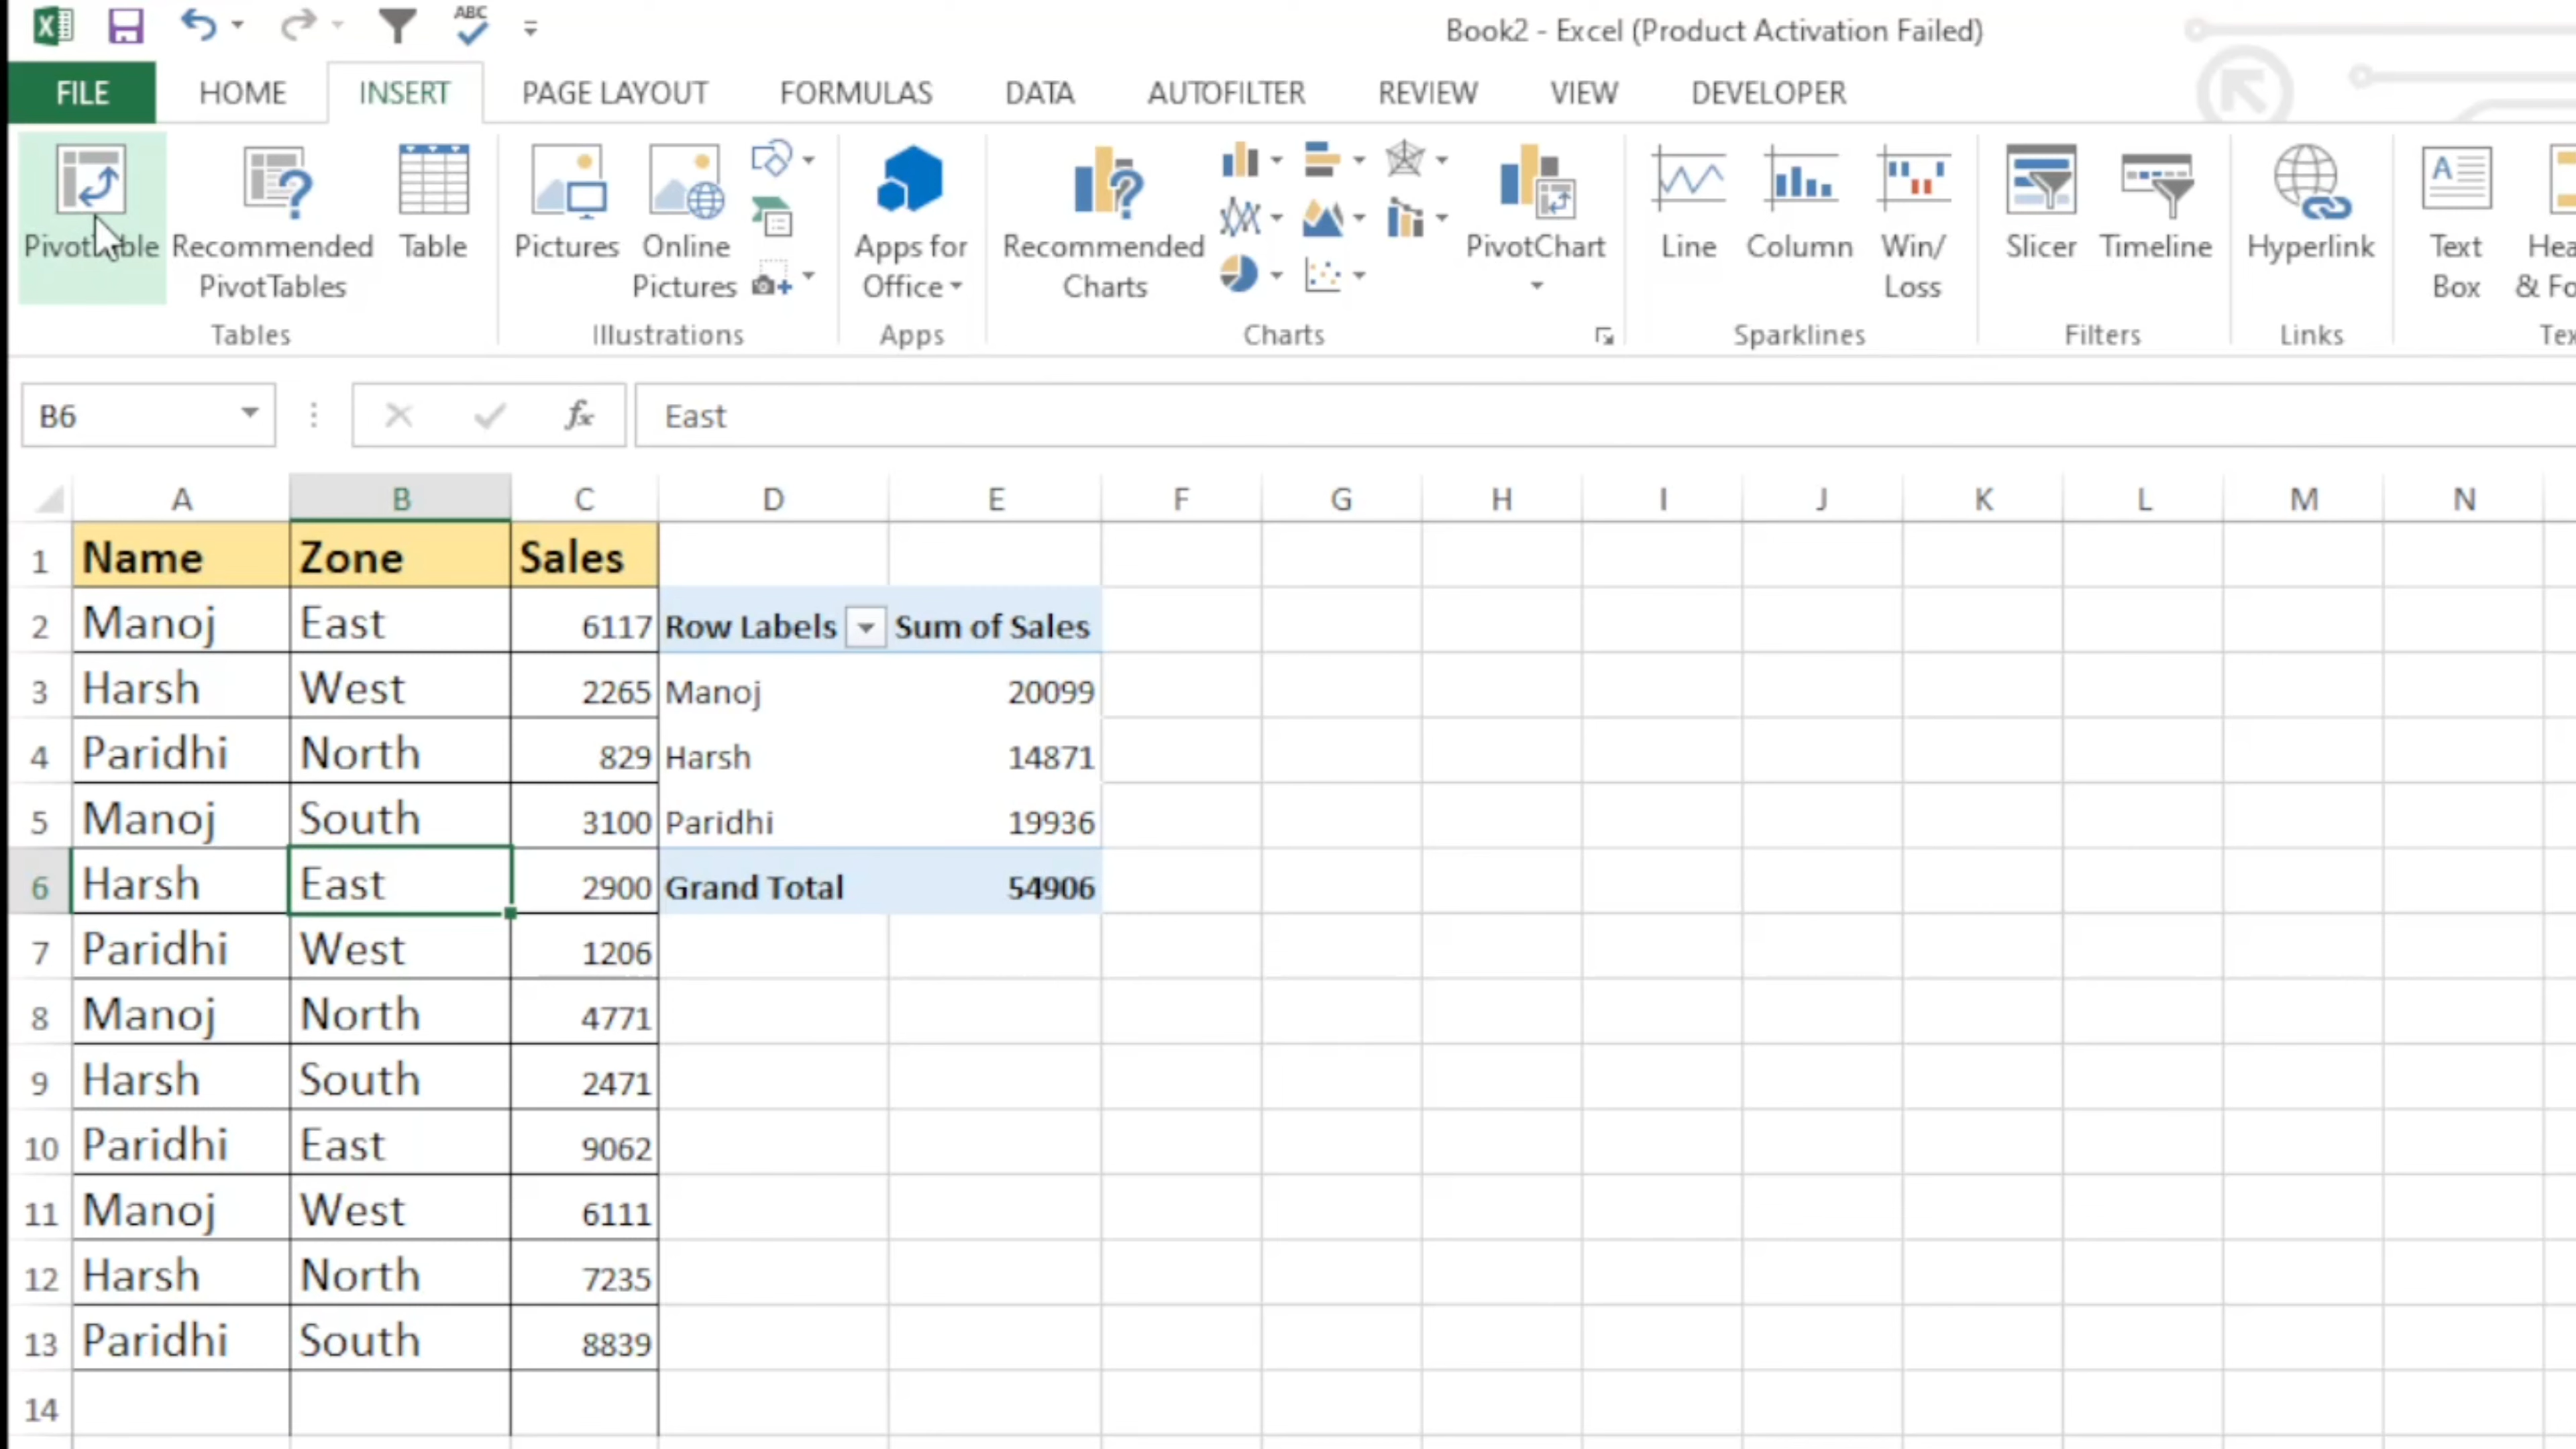 ABC
Book2 - Excel (Product Activation Failed)
FILE HOME INSERT PAGE LAYOUT FORMULAS DATA AUTOFILTER REVIEW VIEW DEVELOPER
PivotTable Recommended PivotTables Table Pictures Online Pictures Apps for Office Recommended Charts PivotChart Line Column Win/ Loss Slicer Timeline Hyperlink Text Box
Tables Illustrations Apps Charts Sparklines Filters Links
B6 fx East
A B C D E F G H I J K L M N
1 Name Zone Sales
2 Manoj East 6117 Row Labels Sum of Sales
3 Harsh West 2265 Manoj 20099
4 Paridhi North 829 Harsh 14871
5 Manoj South 3100 Paridhi 19936
6 Harsh East 2900 Grand Total 54906
7 Paridhi West 1206
8 Manoj North 4771
9 Harsh South 2471
10 Paridhi East 9062
11 Manoj West 6111
12 Harsh North 7235
13 Paridhi South 8839
14